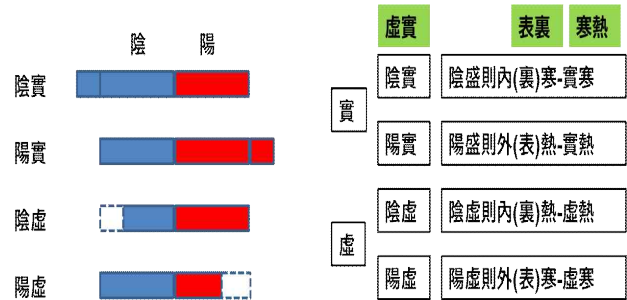 陰 陽
陰實
陽實
陰虛
陽虛
虛實 表裏 寒熱
實
陰實 陰盛則內(裏)寒-實寒
陽實 陽盛則外(表)熱-實熱
虛
陰虛 陰虛則內(裏)熱-虛熱
陽虛 陽虛則外(表)寒-虛寒